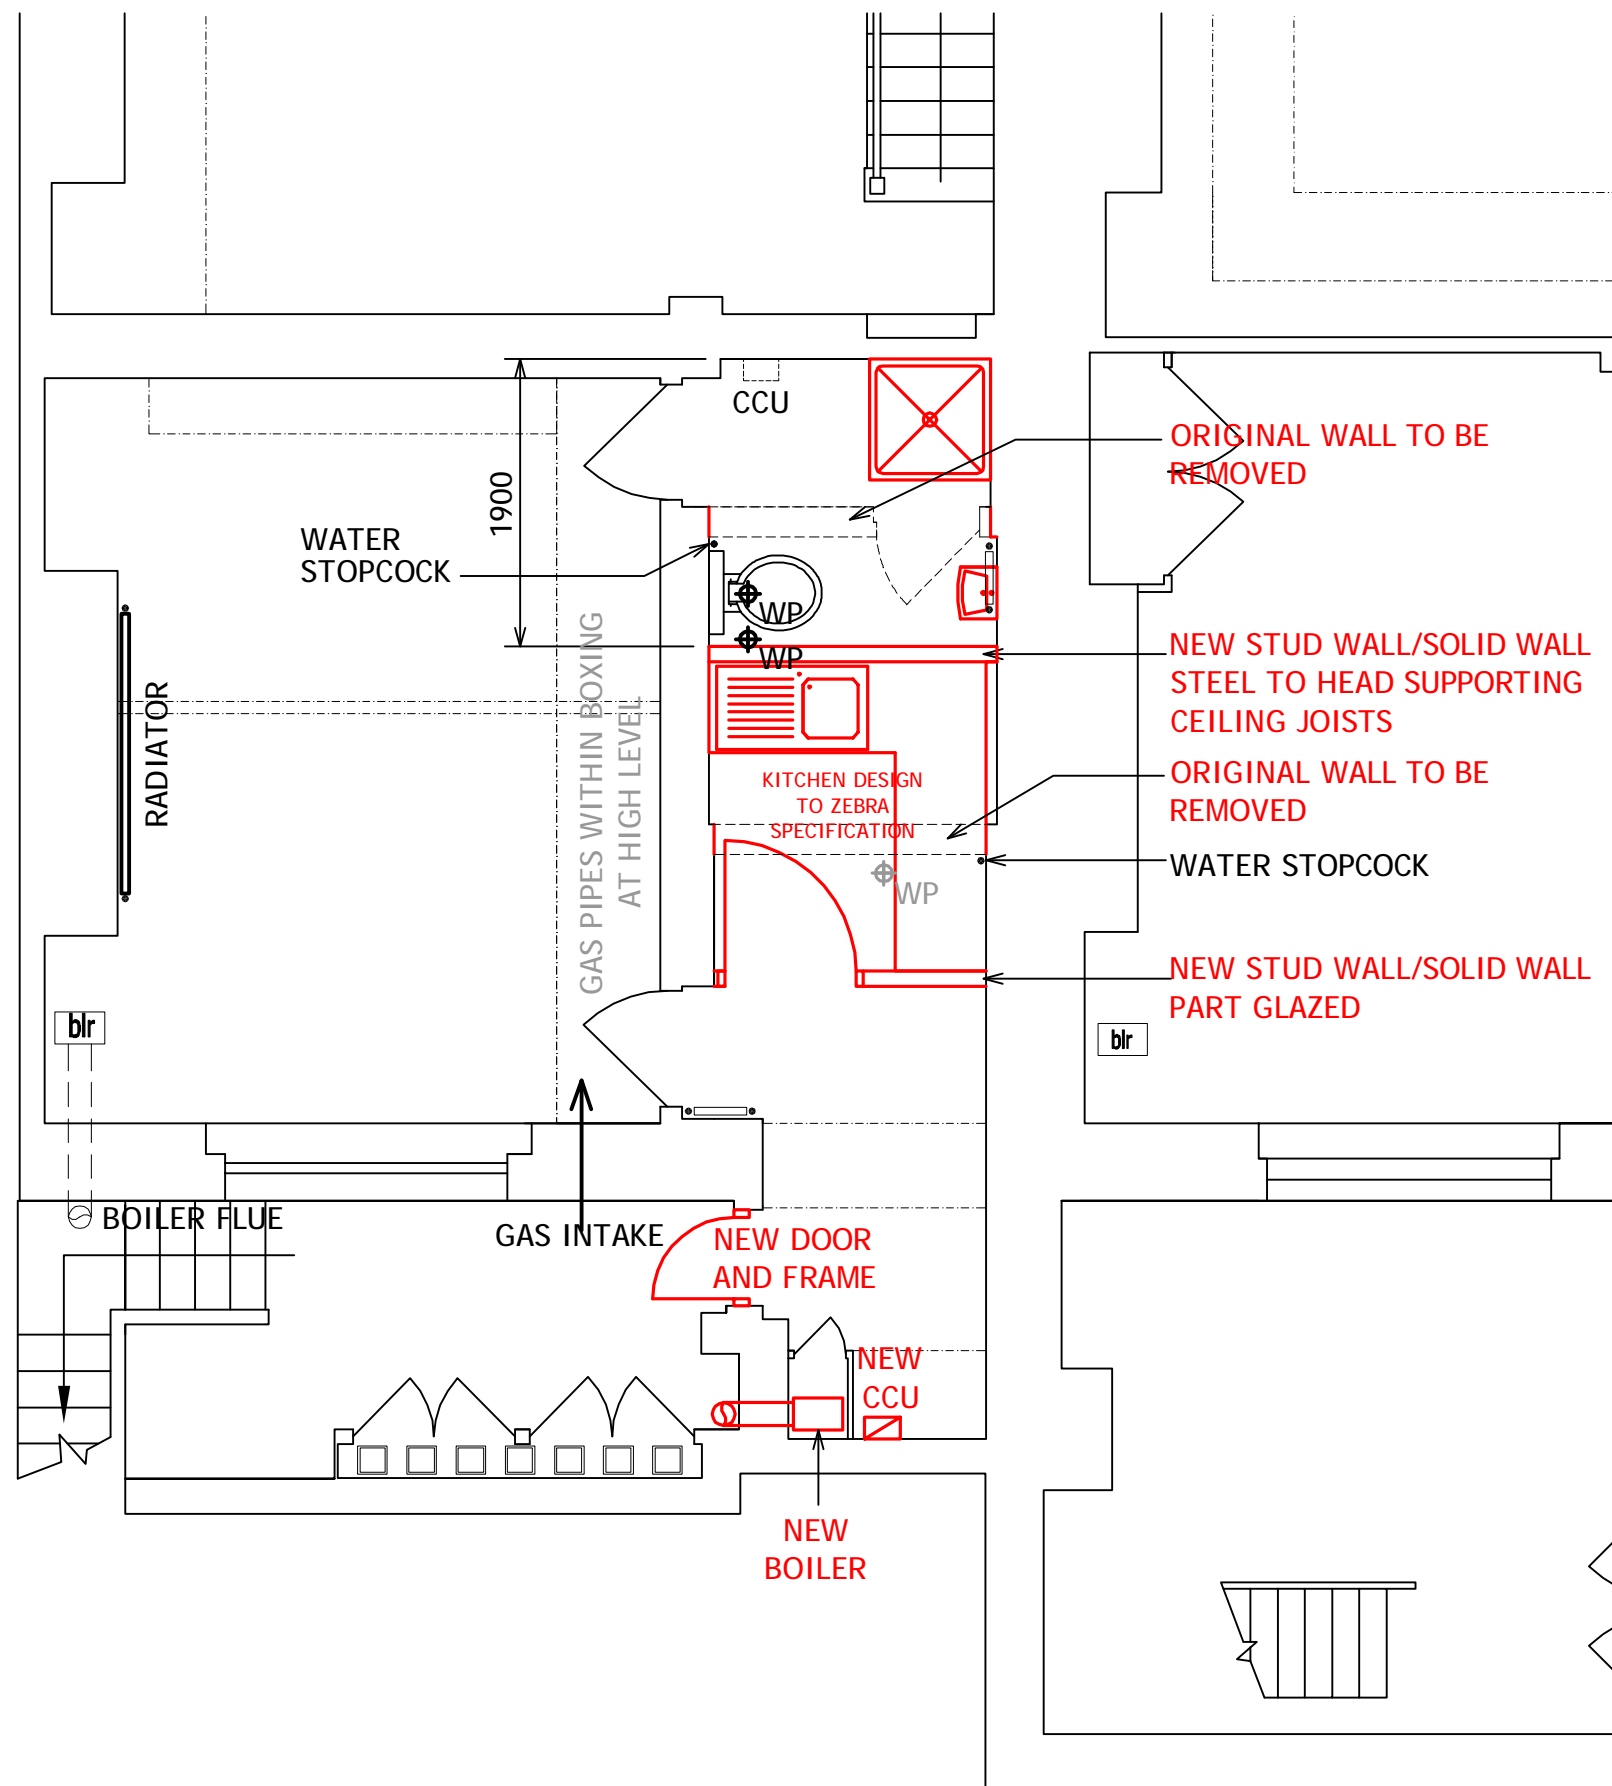 CCU
ORIGINAL WALL TO BE
REMOVED
1900
WATER
STOPCOCK
WP
WP
NEW STUD WALL/SOLID WALL
STEEL TO HEAD SUPPORTING
CEILING JOISTS
RADIATOR
GAS PIPES WITHIN BOXING
AT HIGH LEVEL
KITCHEN DESIGN
TO ZEBRA
SPECIFICATION
ORIGINAL WALL TO BE
REMOVED
WATER STOPCOCK
WP
NEW STUD WALL/SOLID WALL
PART GLAZED
blr
blr
BOILER FLUE
GAS INTAKE
NEW DOOR
AND FRAME
NEW
CCU
NEW
BOILER